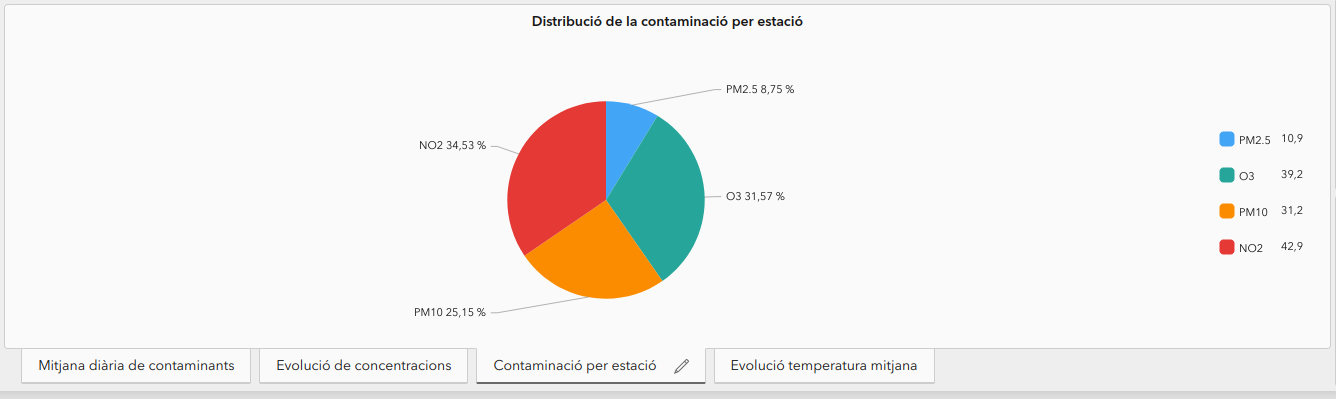 Distribució de la contaminació per estació
PM2.5 8,75 %
NO2 34,53 %
O3 31,57 %
PM10 25,15 %
PM2.5 10,9
O3 39,2
PM10 31,2
NO2 42,9
Mitjana diària de contaminants
Evolució de concentracions
Contaminació per estació
Evolució temperatura mitjana